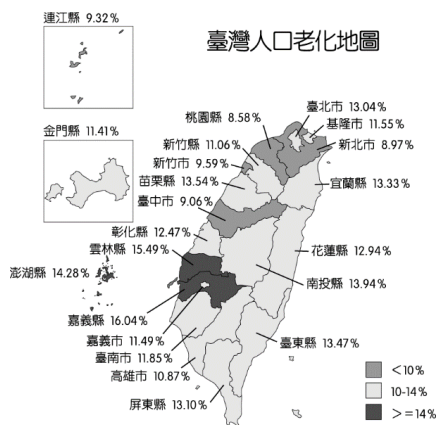 連江縣 9.32%
臺灣人口老化地圖
金門縣 11.41%
臺北市 13.04%
桃園縣 8.58%
基隆市 11.55%
新竹縣 11.06%
新北市 8.97%
新竹市 9.59%
苗栗縣 13.54%
宜蘭縣 13.33%
臺中市 9.06%
彰化縣 12.47%
雲林縣 15.49%
花蓮縣 12.94%
澎湖縣 14.28%
南投縣 13.94%
嘉義縣 16.04%
嘉義市 11.49%
臺南市 11.85%
臺東縣 13.47%
高雄市 10.87%
屏東縣 13.10%
<10%
10-14%
>=14%